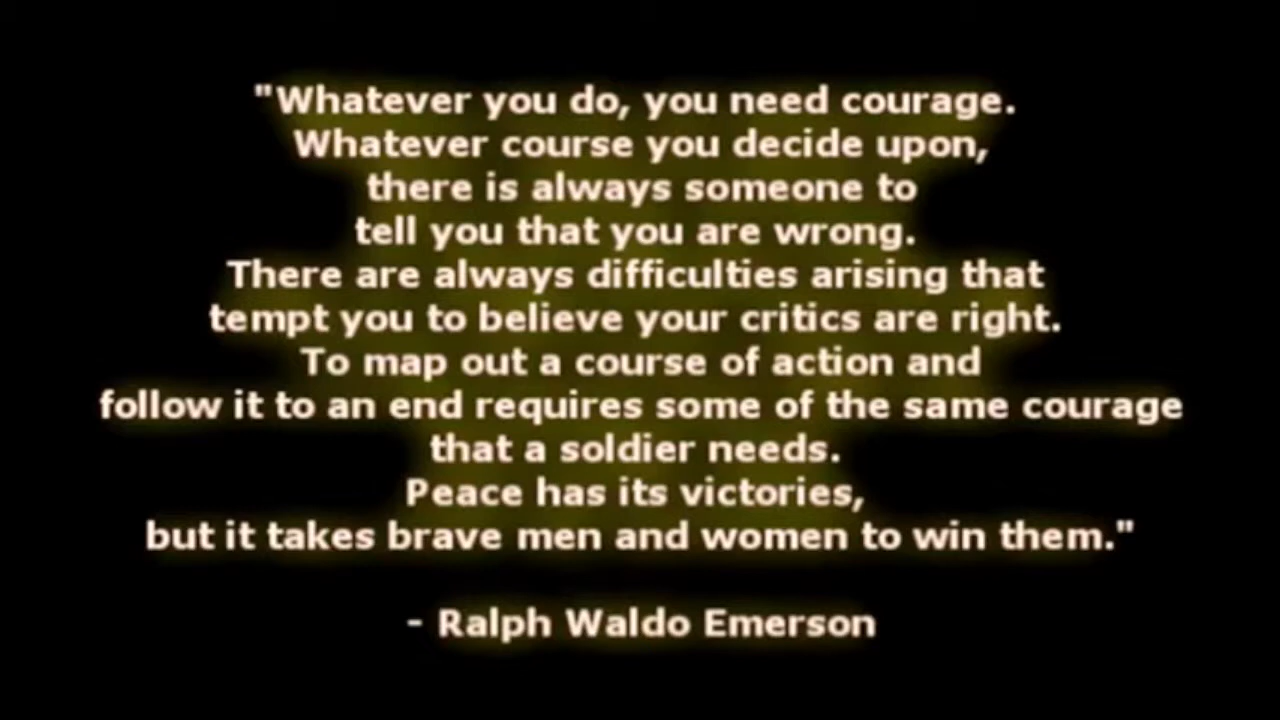 "Whatever you do, you need courage.
Whatever course you decide upon,
there is always someone to
tell you that you are wrong.
There are always difficulties arising that
tempt you to believe your critics are right.
To map out a course of action and
follow it to an end requires some of the same courage
that a soldier needs.
Peace has its victories,
but it takes brave men and women to win them."
- Ralph Waldo Emerson